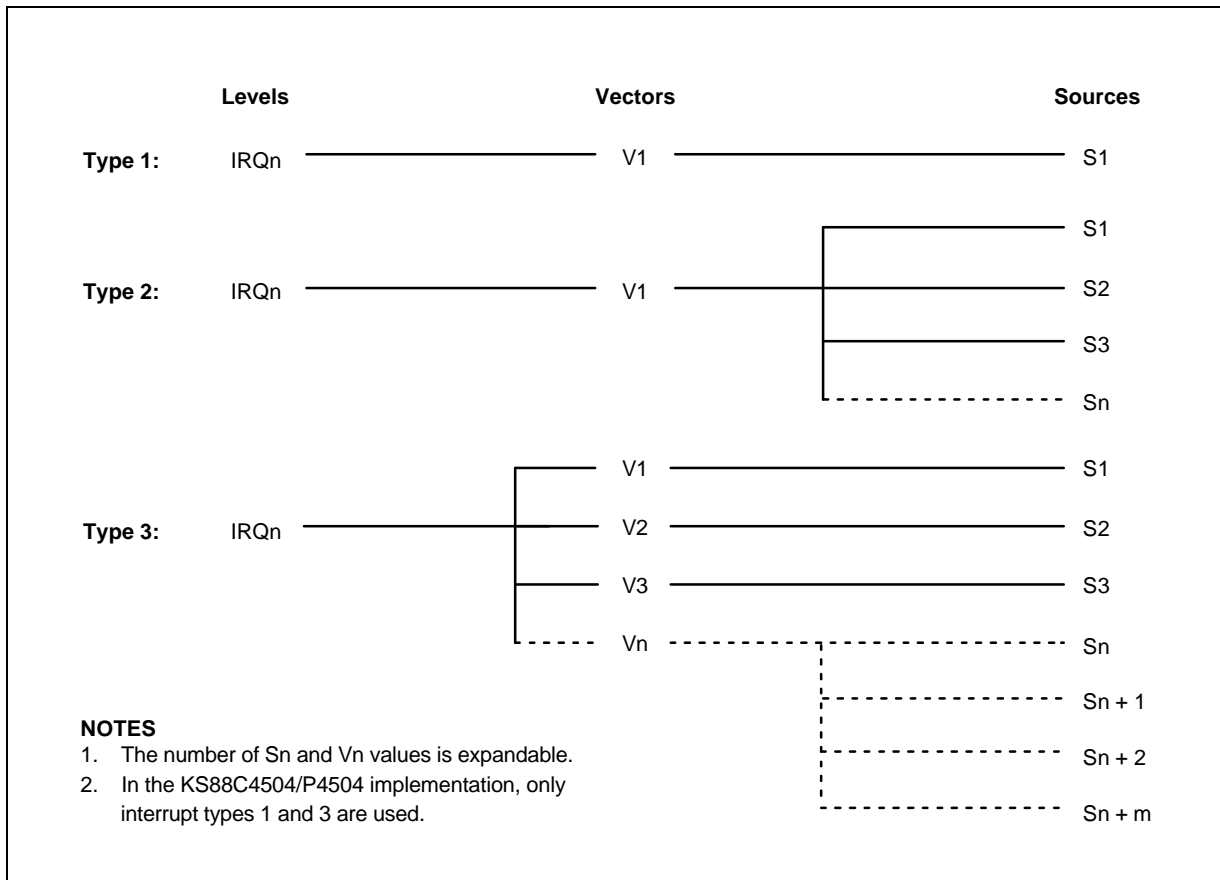 Levels Vectors Sources
Type 1: IRQn V1 S1
S1
Type 2: IRQn V1 S2
S3
Sn
V1 S1
Type 3: IRQn V2 S2
V3 S3
Vn Sn
Sn + 1
Sn + 2
Sn + m
NOTES
1. The number of Sn and Vn values is expandable.
2. In the KS88C4504/P4504 implementation, only
interrupt types 1 and 3 are used.